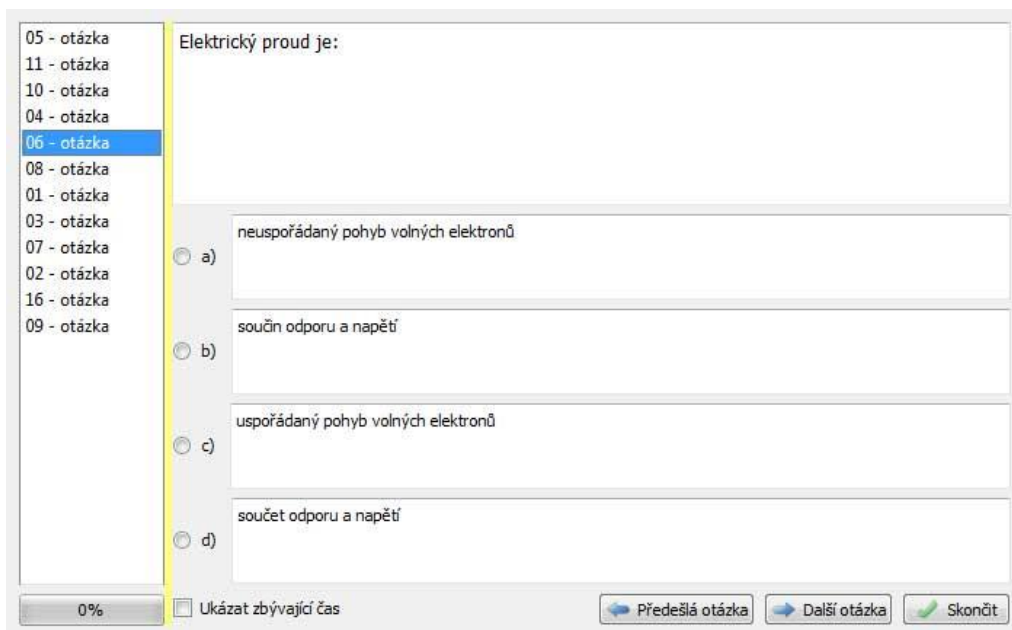 05 - otázka
11 - otázka
10 - otázka
04 - otázka
06 - otázka
08 - otázka
01 - otázka
03 - otázka
07 - otázka
02 - otázka
16 - otázka
09 - otázka
0%
Elektrický proud je:
a) neuspořádaný pohyb volných elektronů
b) součin odporu a napětí
c) uspořádaný pohyb volných elektronů
d) součet odporu a napětí
Ukázat zbývající čas
Předešlá otázka
Další otázka
Skončit